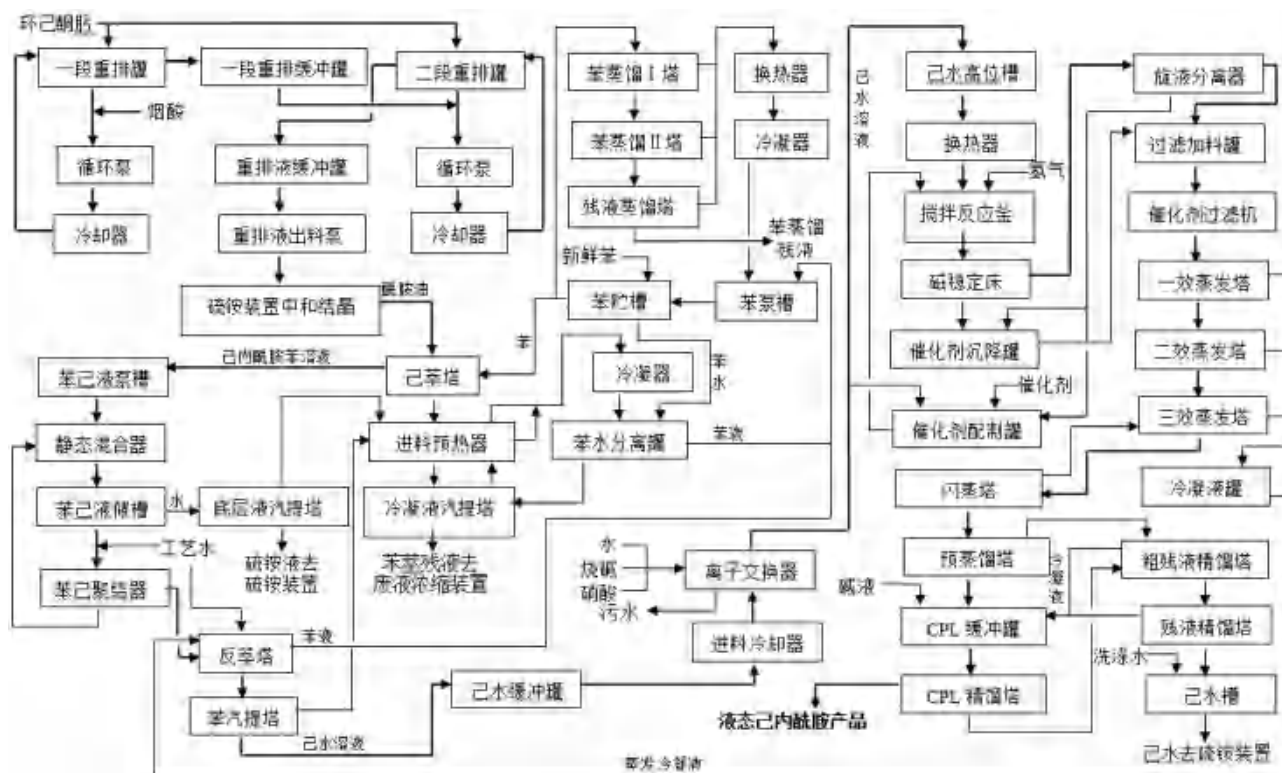 环己酮肟
一段重排罐
一段重排缓冲罐
二段重排罐
烟酸
循环泵
重排液缓冲罐
循环泵
冷却器
重排液出料泵
冷却器
硫铵装置中和结晶
酰胺油
己内酰胺苯溶液
苯己液泵槽
己萃塔
静态混合器
进料预热器
苯己液储槽
水
底层液汽提塔
冷凝液汽提塔
工艺水
硫铵液去
硫铵装置
苯萃残液去
废液浓缩装置
苯己聚结器
反萃塔
苯液
苯汽提塔
己水溶液
己水缓冲罐
苯蒸馏Ⅰ塔
换热器
苯蒸馏Ⅱ塔
冷凝器
残液蒸馏塔
苯蒸馏
残液
新鲜苯
苯贮槽
苯泵槽
苯
冷凝器
苯
水
苯水分离罐
苯液
水
烧碱
硝酸
污水
离子交换器
进料冷却器
液态己内酰胺产品
蒸发冷凝液
己水溶液
己水高位槽
旋液分离器
换热器
过滤加料罐
氢气
搅拌反应釜
催化剂过滤机
磁稳定床
一效蒸发塔
催化剂沉降罐
二效蒸发塔
催化剂
催化剂配制罐
三效蒸发塔
闪蒸塔
冷凝液罐
预蒸馏塔
冷凝液
粗残液精馏塔
碱液
CPL 缓冲罐
残液精馏塔
洗涤水
CPL 精馏塔
己水槽
己水去硫铵装置